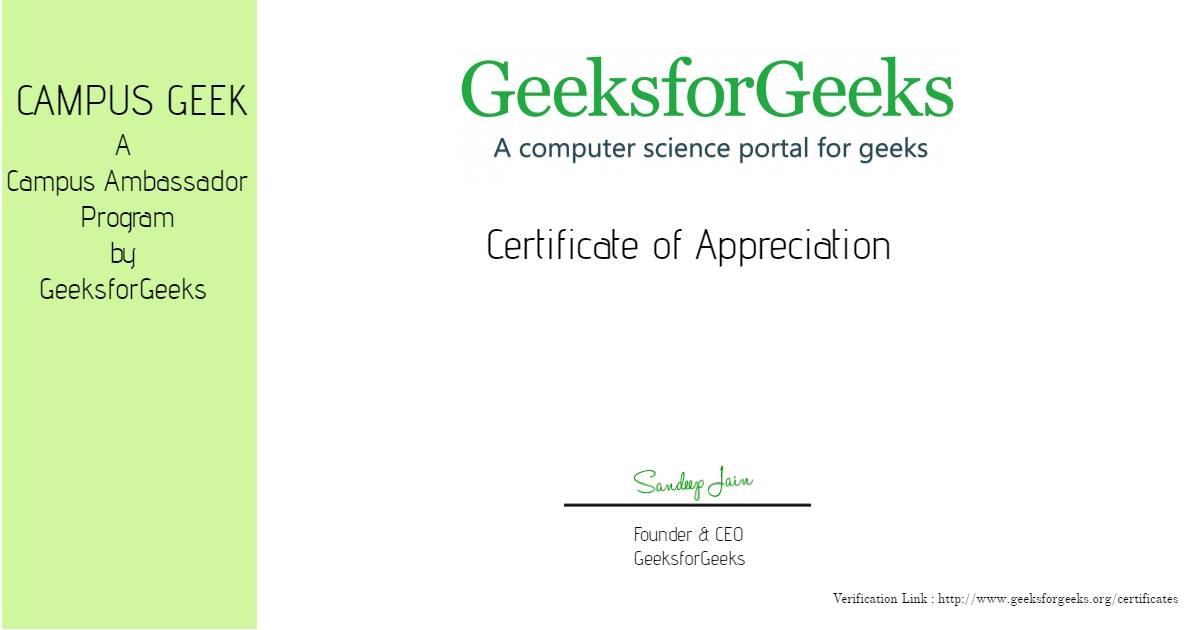 CAMPUS GEEK
A
Campus Ambassador
Program
by
GeeksforGeeks
GeeksforGeeks
A computer science portal for geeks
Certificate of Appreciation
Sandeep Jain
Founder & CEO
GeeksforGeeks
Verification Link : http://www.geeksforgeeks.org/certificates